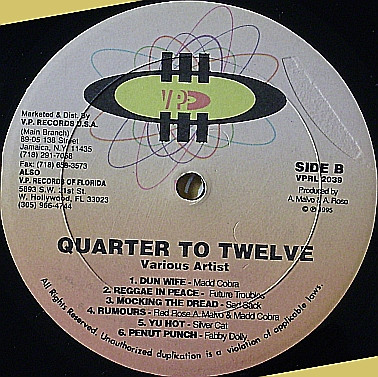 VP
Marketed & Dist. By
V.P. RECORDS U.S.A.
(Main Branch)
89-05 138 Street
Jamaica, N.Y. 11435
(718) 291-7058
Fax: (718) 658-3573
ALSO
V.P. RECORDS OF FLORIDA
5893 S.W. 21st St.
W. Hollywood, FL 33023
(305) 966-4744
SIDE B
VPRL 2039
Produced by
A. Malvo & A. Rose
© ℗ 1995
QUARTER TO TWELVE
Various Artist
1. DUN WIFE - Madd Cobra
2. REGGAE IN PEACE - Future Troubles
3. MOCKING THE DREAD - Sed-Stick
4. RUMOURS - Red Rose A. Malvo & Madd Cobra
5. YU HOT - Silver Cat
6. PENUT PUNCH - Fabby Dolly
All Rights Reserved. Unauthorized duplication is a violation of applicable laws.